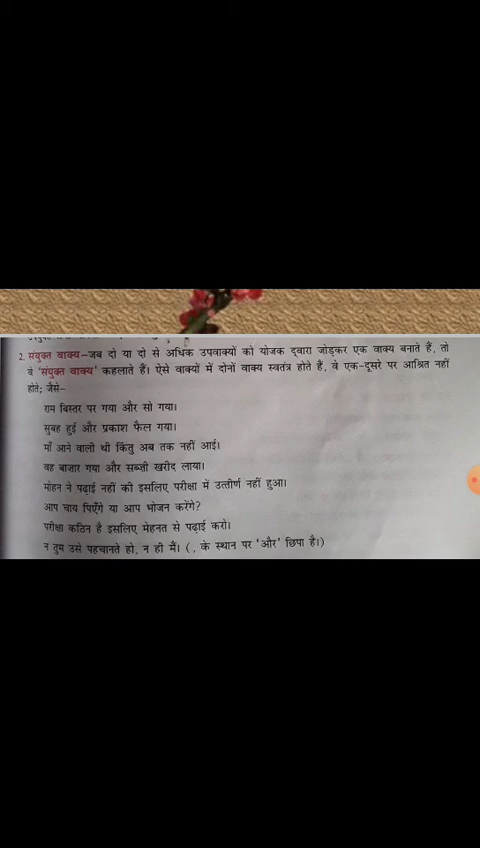 2. संयुक्त वाक्य–जब दो या दो से अधिक उपवाक्यों को योजक द्वारा जोड़कर एक वाक्य बनाते हैं, तो
वे ‘संयुक्त वाक्य’ कहलाते हैं। ऐसे वाक्यों में दोनों वाक्य स्वतंत्र होते हैं, वे एक-दूसरे पर आश्रित नहीं
होते; जैसे–
राम बिस्तर पर गया और सो गया।
सुबह हुई और प्रकाश फैल गया।
माँ आने वाली थी किंतु अब तक नहीं आई।
वह बाजार गया और सब्ज़ी खरीद लाया।
मोहन ने पढ़ाई नहीं की इसलिए परीक्षा में उत्तीर्ण नहीं हुआ।
आप चाय पिएँगे या आप भोजन करेंगे?
परीक्षा कठिन है इसलिए मेहनत से पढ़ाई करो।
न तुम उसे पहचानते हो, न ही मैं। (, के स्थान पर ‘और’ छिपा है।)